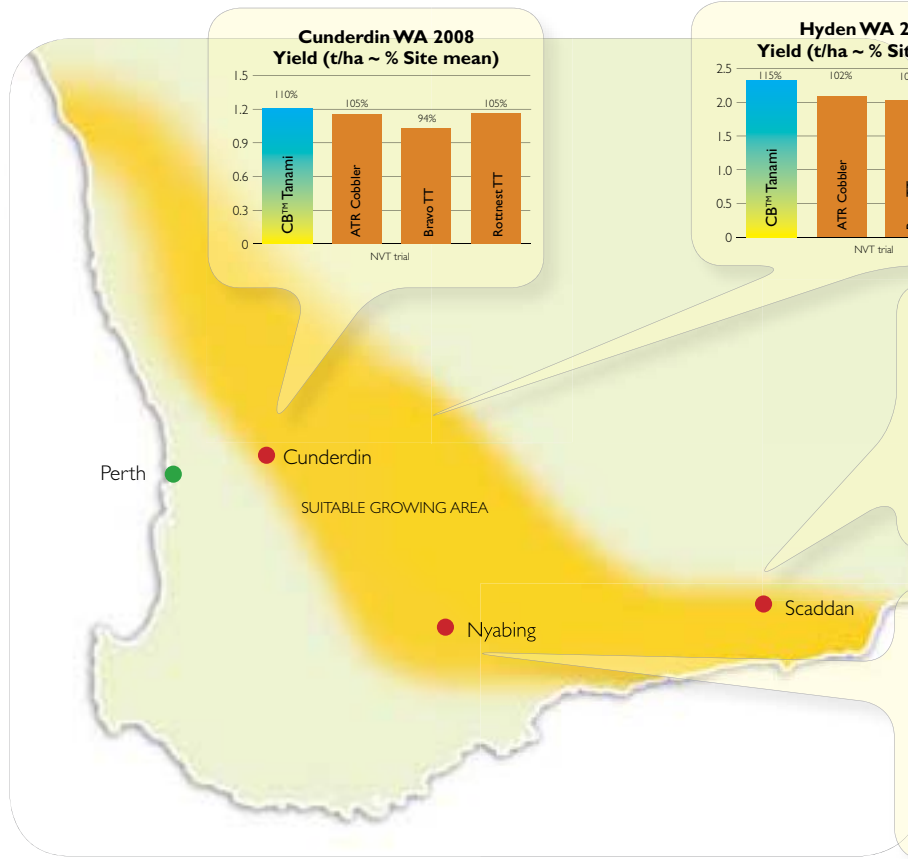 Cunderdin WA 2008
Yield (t/ha ~ % Site mean)
1.5
1.2
0.9
0.6
0.3
0
110%
105%
94%
105%
CB™ Tanami
ATR Cobbler
Bravo TT
Rottnest TT
NVT trial
Hyden WA 2
Yield (t/ha ~ % Sit
2.5
2.0
1.5
1.0
0.5
0
115%
102%
10
CB™ Tanami
ATR Cobbler
NVT trial
Perth
Cunderdin
SUITABLE GROWING AREA
Scaddan
Nyabing